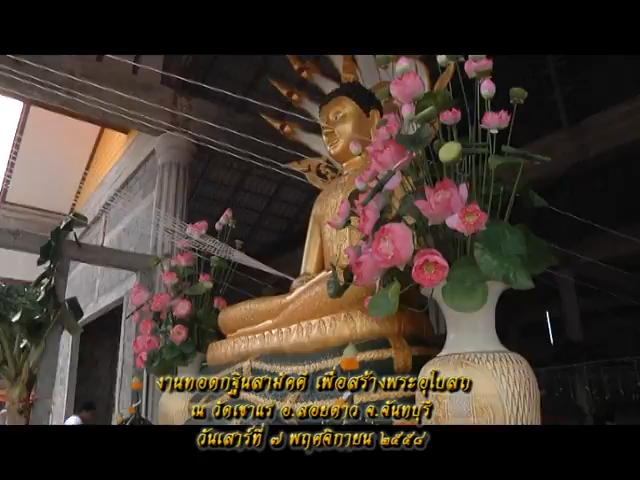 งานทอดกฐินสามัคคี เพื่อสร้างพระอุโบสถ
ณ วัดเขาแร่ อ.สอยดาว จ.จันทบุรี
วันเสาร์ที่ ๗ พฤศจิกายน ๒๕๕๘